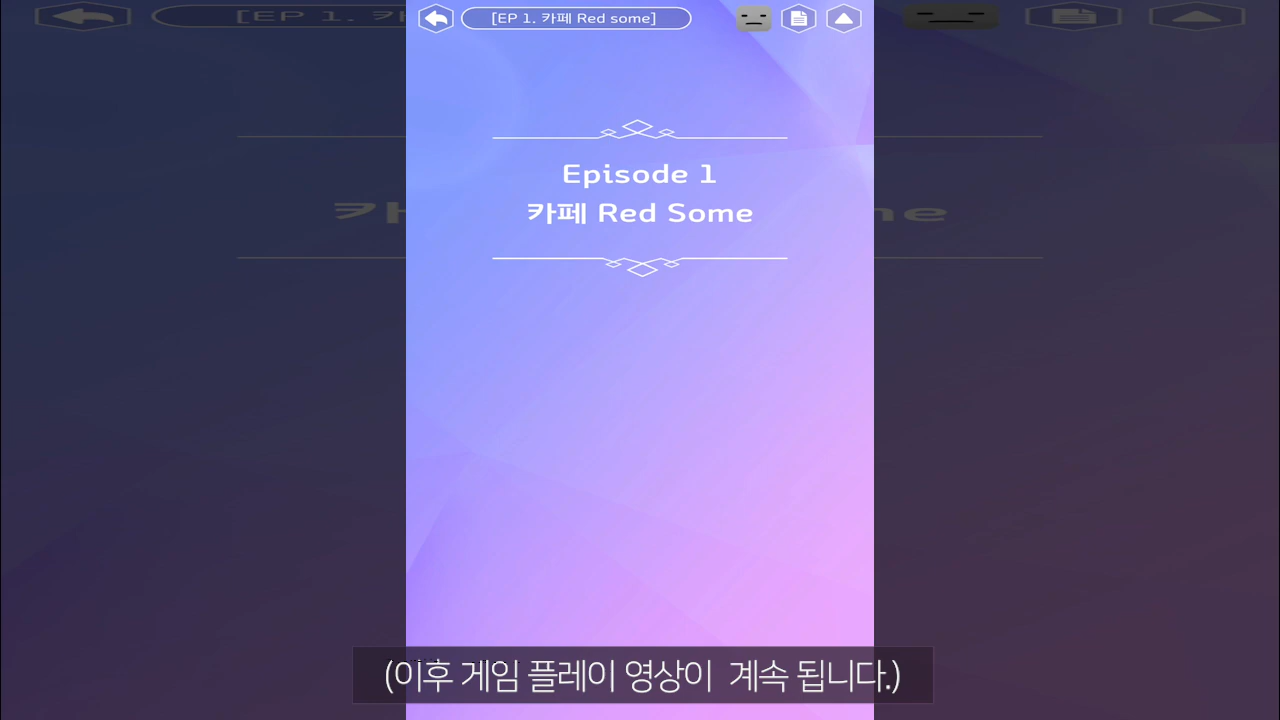 [EP 1. 카페 Red some]
Episode 1
카페 Red Some
(이후 게임 플레이 영상이 계속 됩니다.)